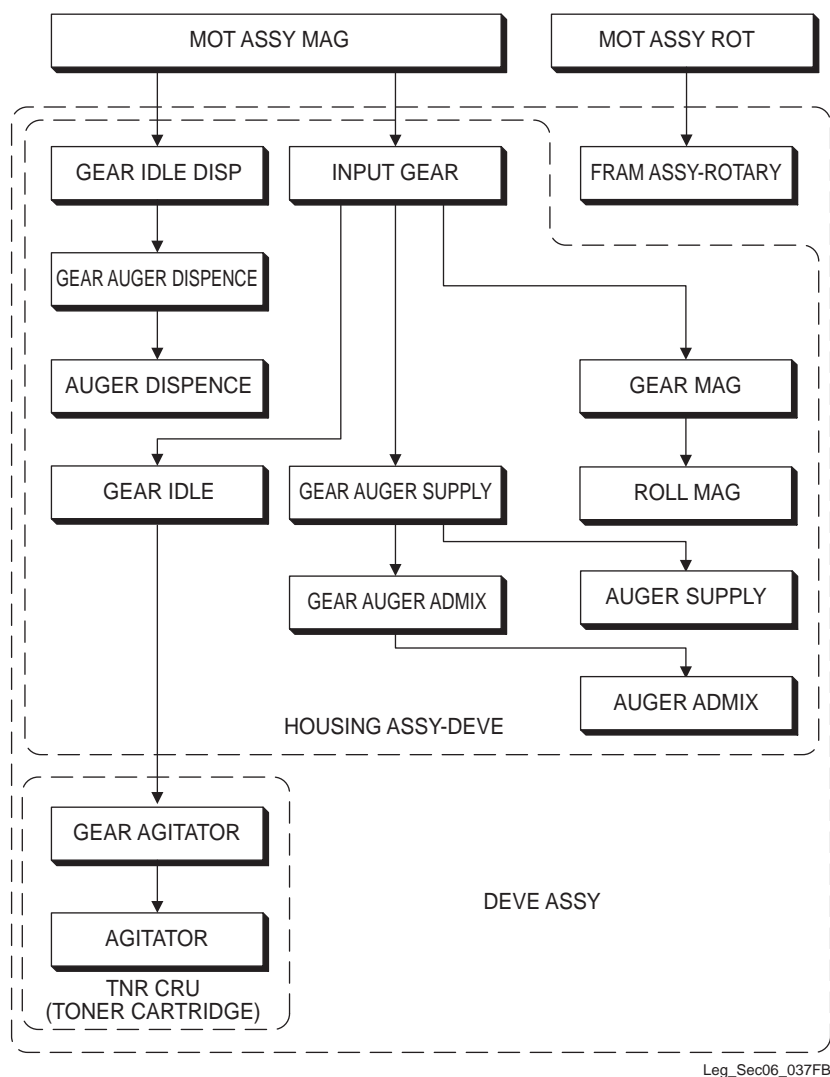 MOT ASSY MAG
MOT ASSY ROT
GEAR IDLE DISP
INPUT GEAR
FRAM ASSY-ROTARY
GEAR AUGER DISPENCE
AUGER DISPENCE
GEAR MAG
GEAR IDLE
GEAR AUGER SUPPLY
ROLL MAG
GEAR AUGER ADMIX
AUGER SUPPLY
AUGER ADMIX
HOUSING ASSY-DEVE
GEAR AGITATOR
DEVE ASSY
AGITATOR
TNR CRU
(TONER CARTRIDGE)
Leg_Sec06_037FB